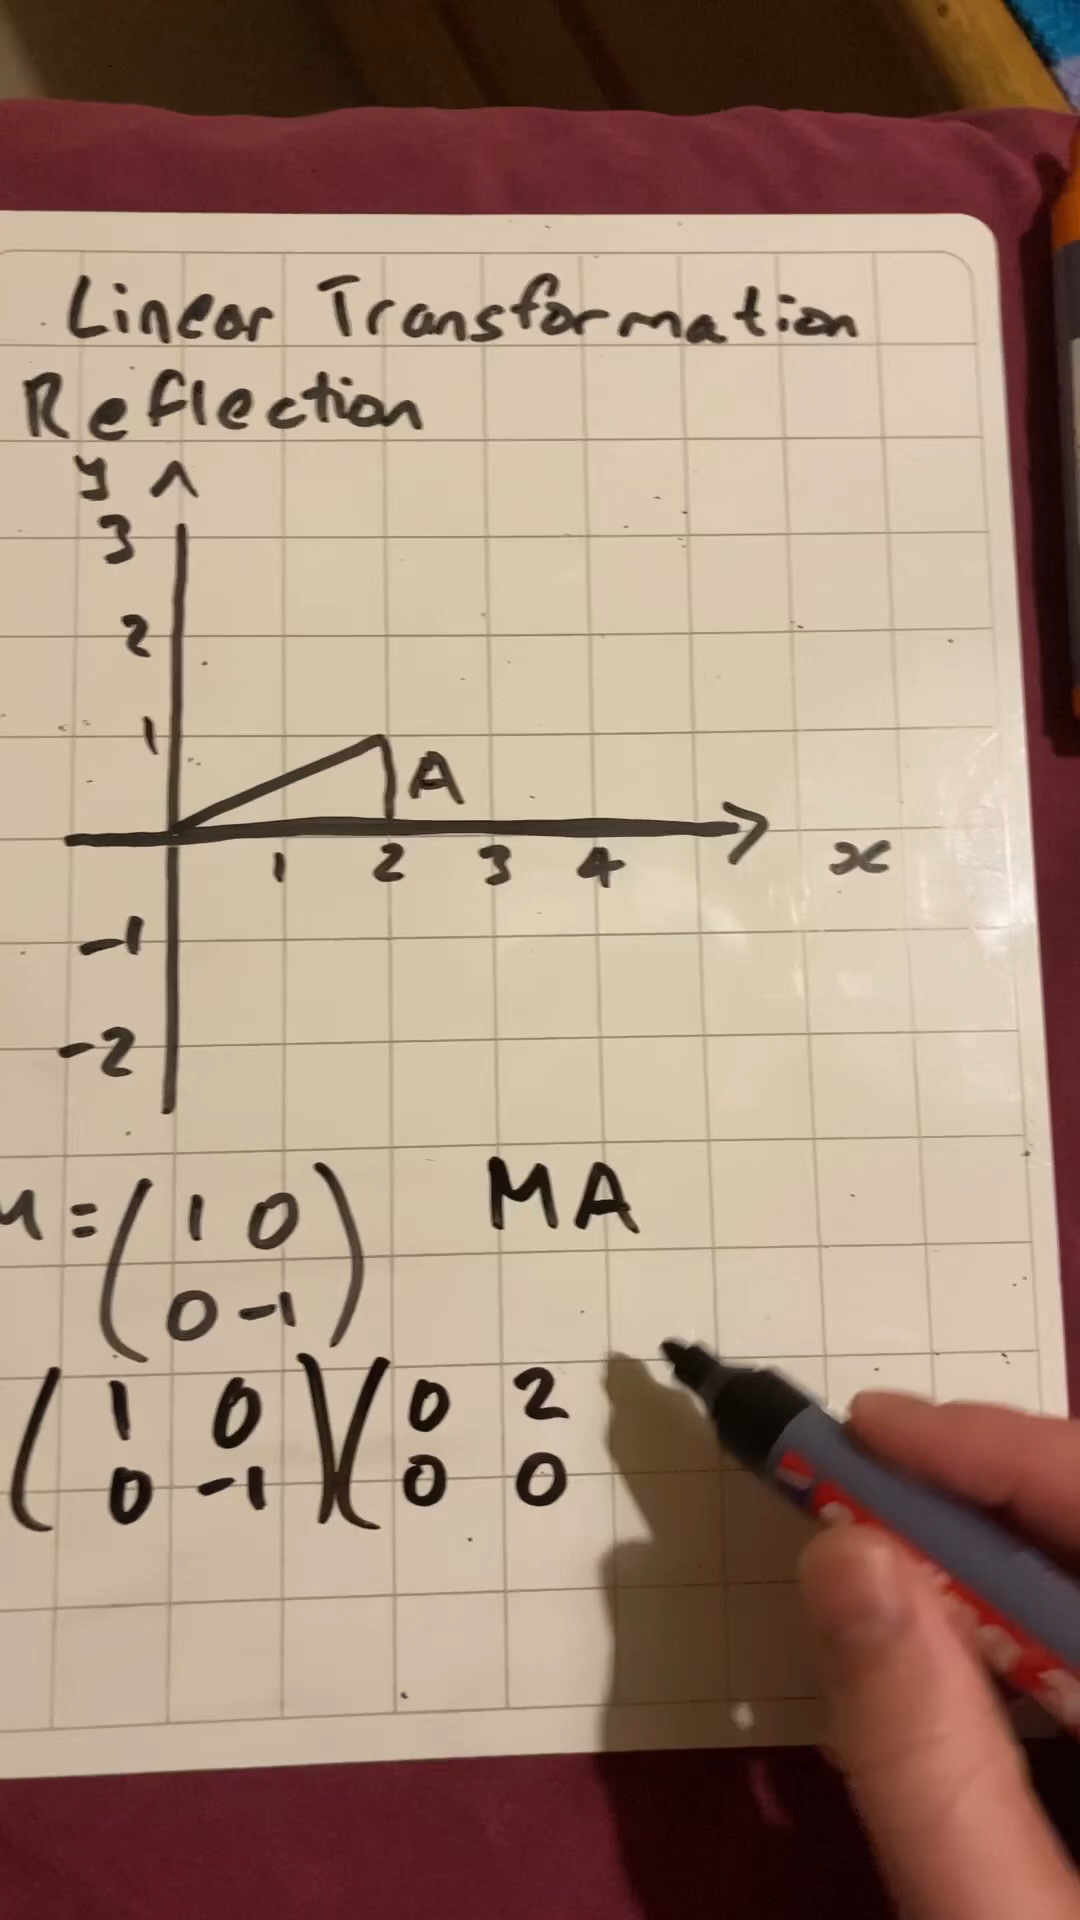 Linear Transformation
Reflection
y
3
2
1
A
1 2 3 4 x
-1
-2
M = ( 1 0 ) MA
0 -1
( 1 0 ) ( 0 2
0 -1 0 0